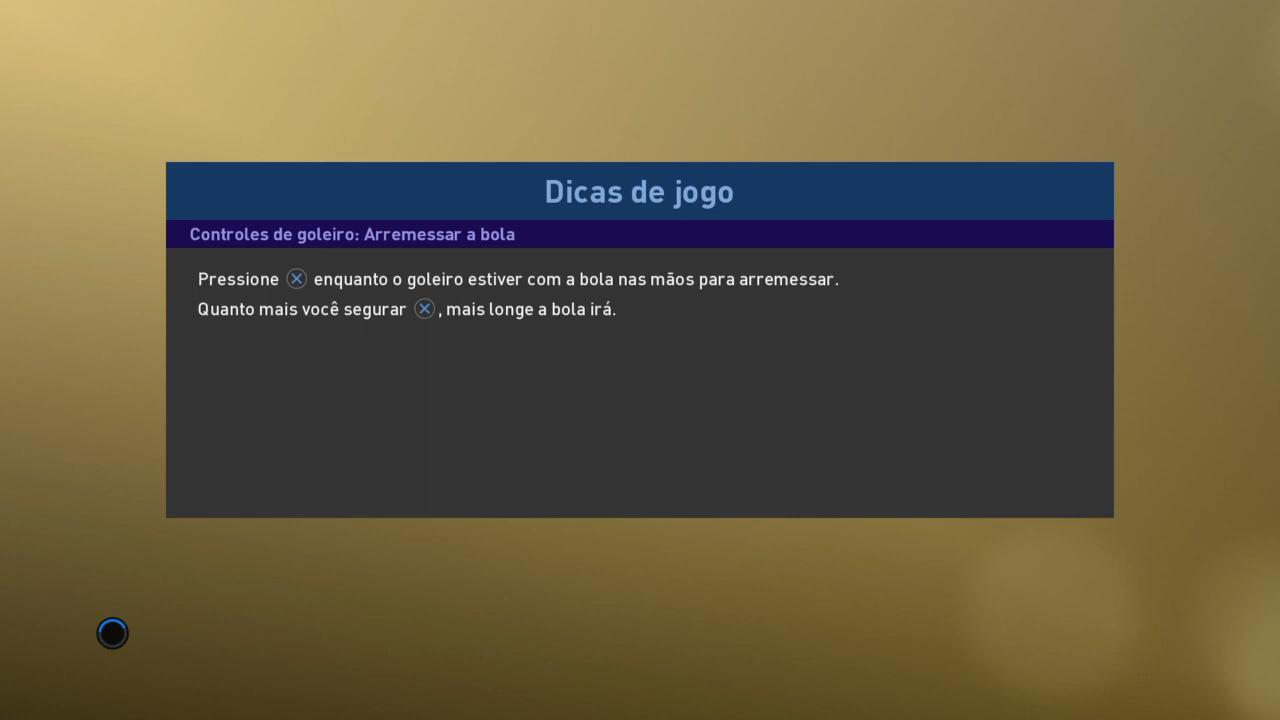 Dicas de jogo
Controles de goleiro: Arremessar a bola
Pressione ⓧ enquanto o goleiro estiver com a bola nas mãos para arremessar.
Quanto mais você segurar ⓧ, mais longe a bola irá.